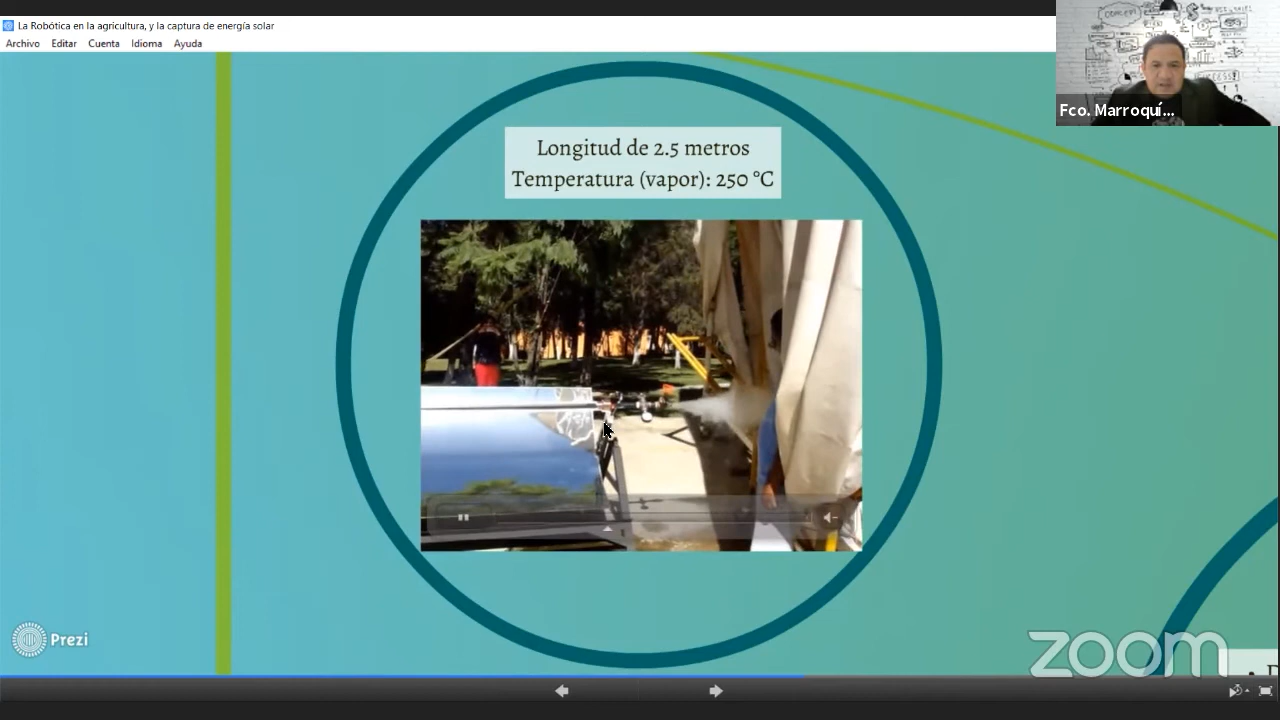 La Robótica en la agricultura, y la captura de energía solar
Archivo Editar Cuenta Idioma Ayuda
Fco. Marroquí...
Longitud de 2.5 metros
Temperatura (vapor): 250 °C
Prezi
zoom